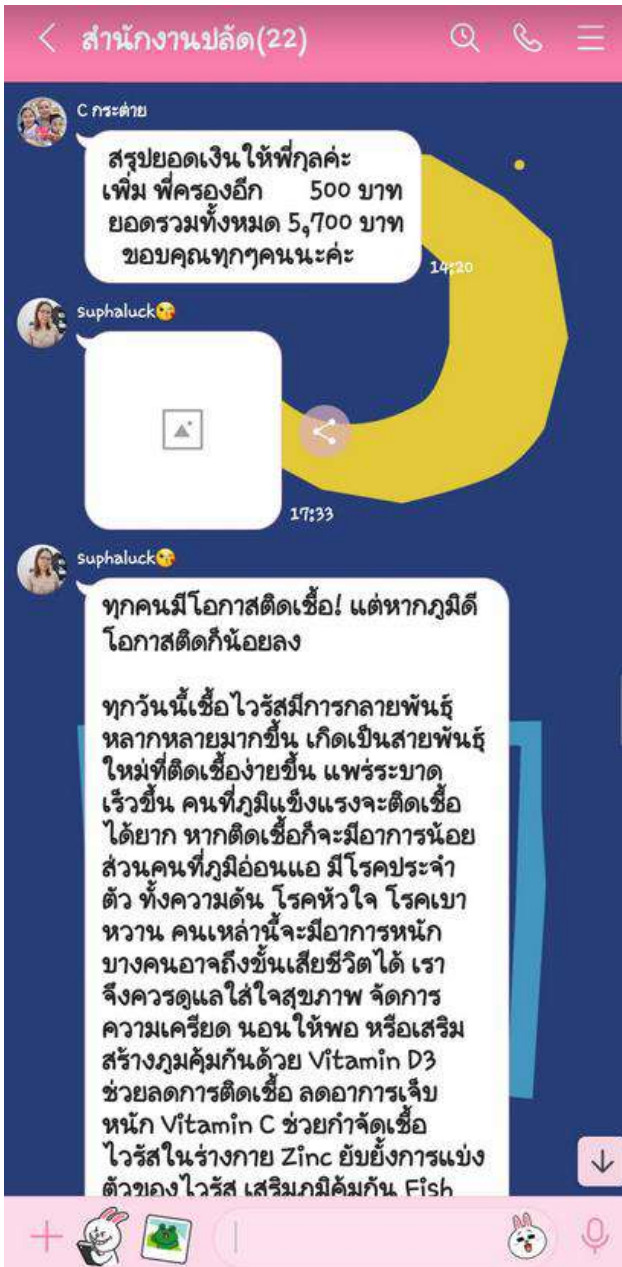 สำนักงานปลัด(22)
C กระต่าย
สรุปยอดเงินให้พี่กุลค่ะ
เพิ่ม พี่ครองอีก 500 บาท
ยอดรวมทั้งหมด 5,700 บาท
ขอบคุณทุกๆคนนะค่ะ
14:20
suphaluck😘
17:33
suphaluck😘
ทุกคนมีโอกาสติดเชื้อ! แต่หากภูมิดี
โอกาสติดก็น้อยลง
ทุกวันนี้เชื้อไวรัสมีการกลายพันธุ์
หลากหลายมากขึ้น เกิดเป็นสายพันธุ์
ใหม่ที่ติดเชื้อง่ายขึ้น แพร่ระบาด
เร็วขึ้น คนที่ภูมิแข็งแรงจะติดเชื้อ
ได้ยาก หากติดเชื้อก็จะมีอาการน้อย
ส่วนคนที่ภูมิอ่อนแอ มีโรคประจำ
ตัว ทั้งความดัน โรคหัวใจ โรคเบา
หวาน คนเหล่านี้จะมีอาการหนัก
บางคนอาจถึงขั้นเสียชีวิตได้ เรา
จึงควรดูแลใส่ใจสุขภาพ จัดการ
ความเครียด นอนให้พอ หรือเสริม
สร้างภูมคุ้มกันด้วย Vitamin D3
ช่วยลดการติดเชื้อ ลดอาการเจ็บ
หนัก Vitamin C ช่วยกำจัดเชื้อ
ไวรัสในร่างกาย Zinc ยับยั้งการแบ่ง
ตัวของไวรัส เสริมภูมิคุ้มกัน Fish